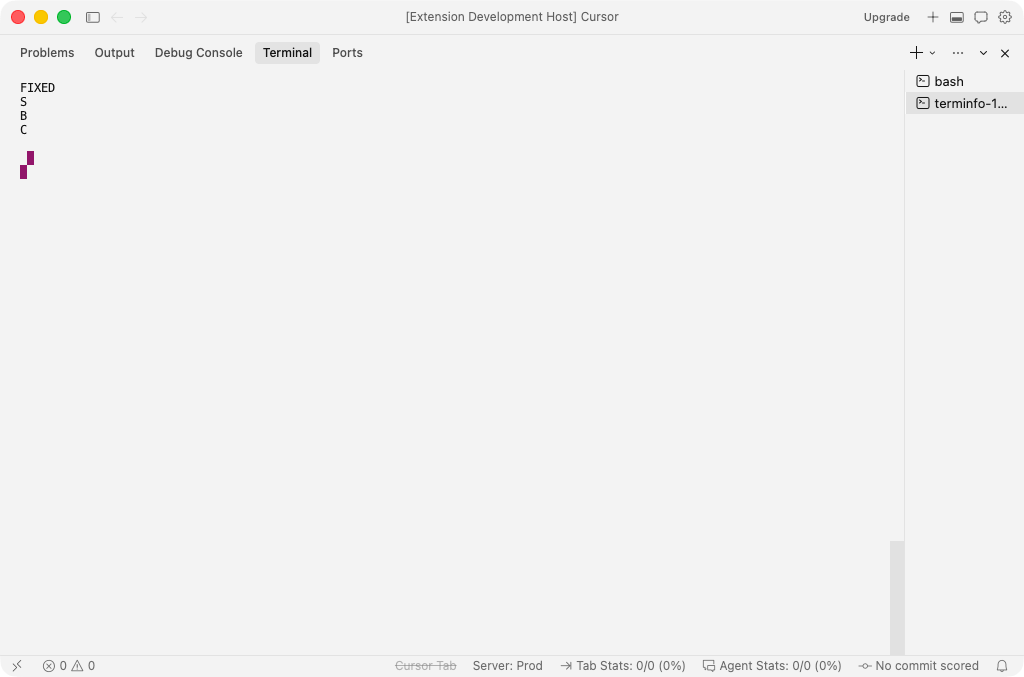 [Extension Development Host] Cursor
Upgrade
Problems Output Debug Console Terminal Ports
FIXED
S
B
C
bash
terminfo-1...
0 0 Cursor Tab Server: Prod Tab Stats: 0/0 (0%) Agent Stats: 0/0 (0%) No commit scored